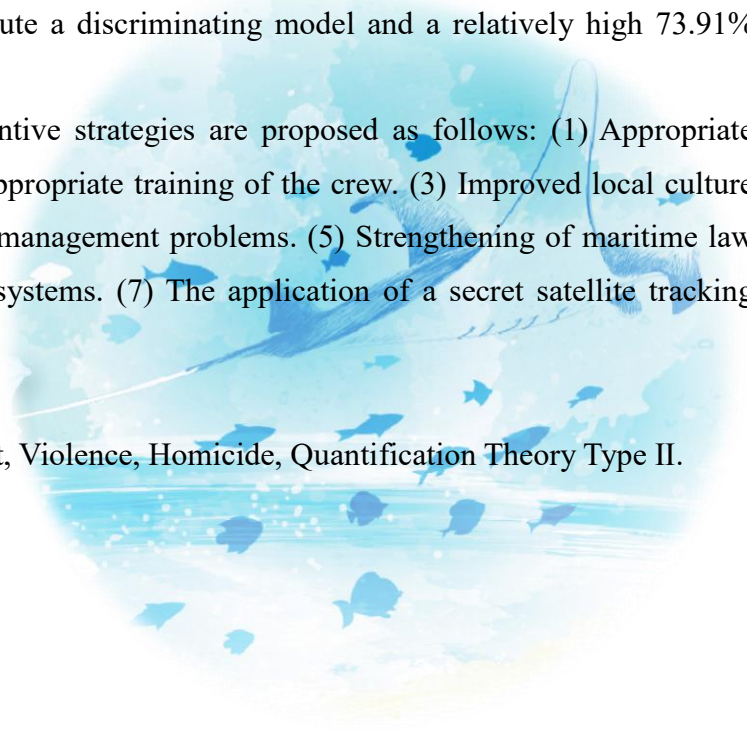 ute a discriminating model and a relatively high 73.91%
ntive strategies are proposed as follows: (1) Appropriate
ppropriate training of the crew. (3) Improved local culture
management problems. (5) Strengthening of maritime law
systems. (7) The application of a secret satellite tracking
t, Violence, Homicide, Quantification Theory Type II.